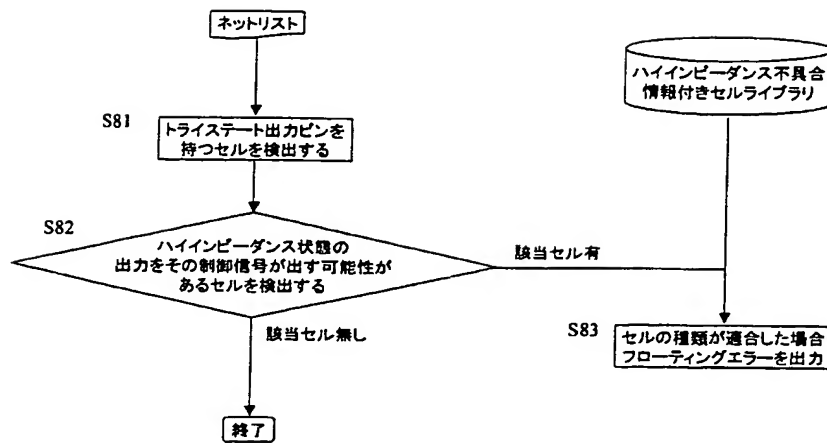 ネットリスト
ハイインピーダンス不具合
情報付きセルライブラリ
S81
トライステート出力ピンを
持つセルを検出する
S82
ハイインピーダンス状態の
出力をその制御信号が出す可能性が
あるセルを検出する
該当セル有
該当セル無し
S83
セルの種類が適合した場合
フローティングエラーを出力
終了